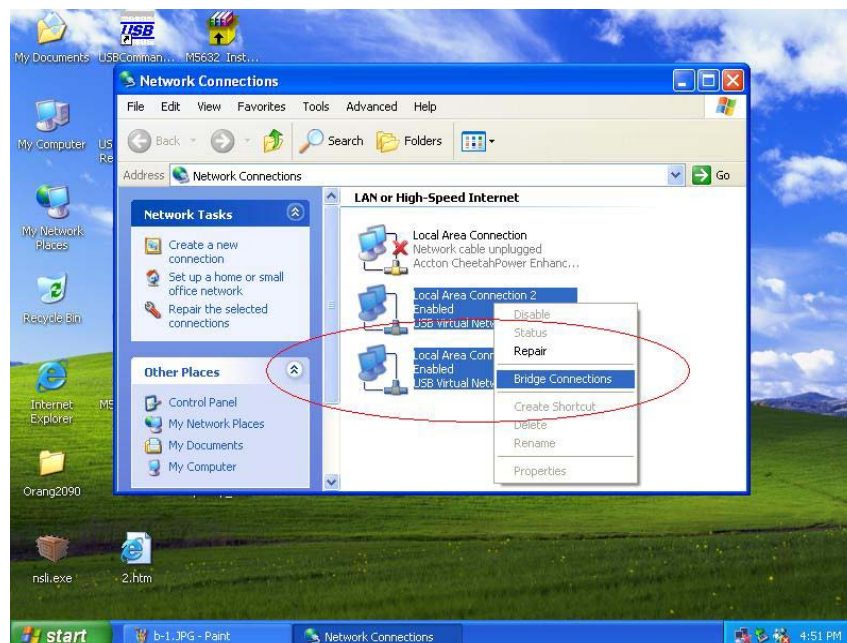 USB
My Documents
USBComman...
M5632 Inst...
My Computer
US
Re
My Network
Places
Recycle Bin
Internet
Explorer
M5
Orang2090
nsli.exe
2.htm
Network Connections
File Edit View Favorites Tools Advanced Help
Back
Search
Folders
Address
Network Connections
Go
Network Tasks
Create a new
connection
Set up a home or small
office network
Repair the selected
connections
Other Places
Control Panel
My Network Places
My Documents
My Computer
LAN or High-Speed Internet
Local Area Connection
Network cable unplugged
Accton CheetahPower Enhanc...
Local Area Connection 2
Enabled
USB Virtual Netw
Local Area Conn
Enabled
USB Virtual Netw
Disable
Status
Repair
Bridge Connections
Create Shortcut
Delete
Rename
Properties
start
b-1.JPG - Paint
Network Connections
4:51 PM